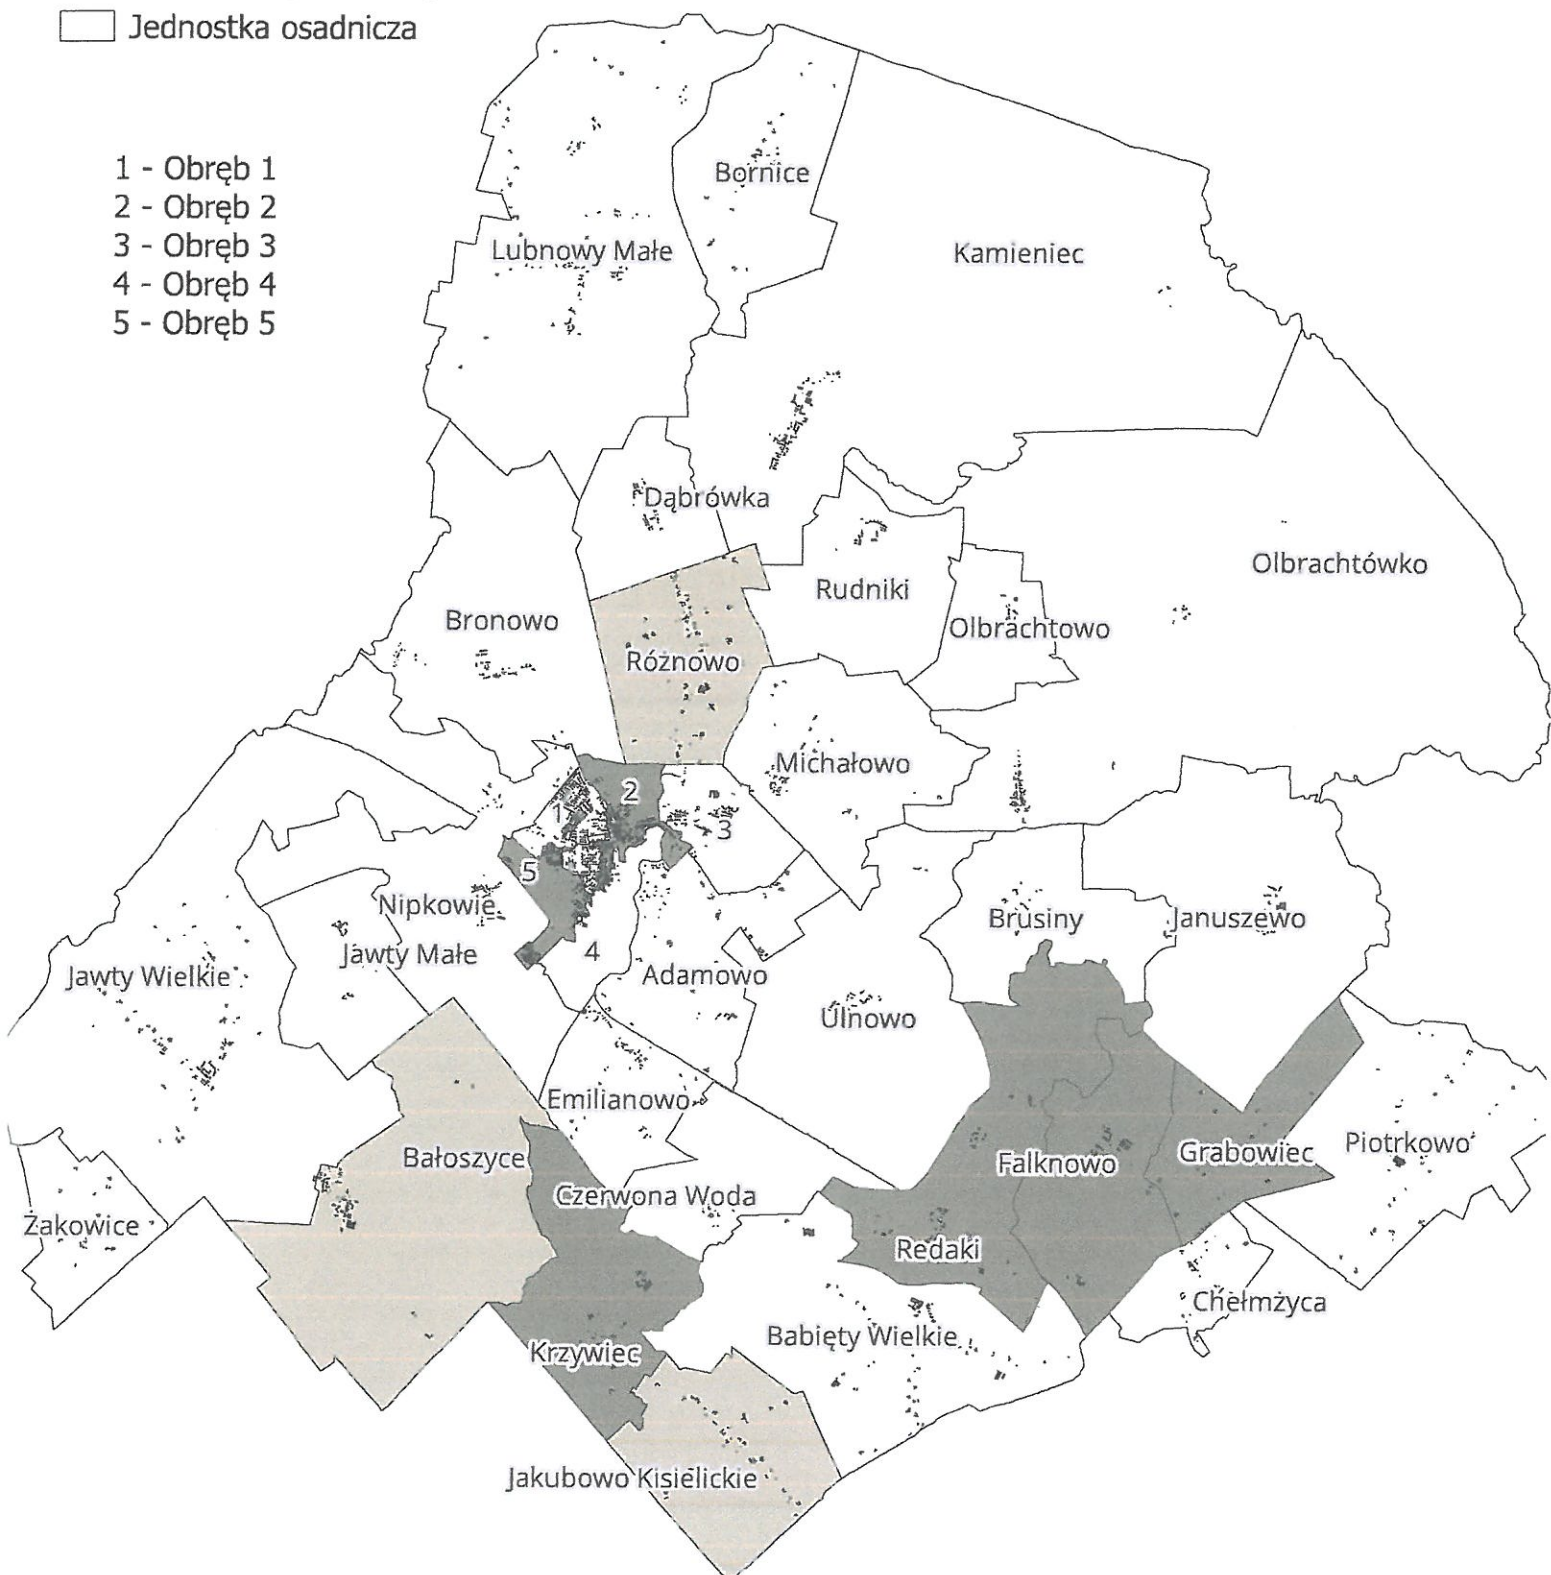 Jednostka osadnicza
1 - Obręb 1
2 - Obręb 2
3 - Obręb 3
4 - Obręb 4
5 - Obręb 5
Bornice
Lubnowy Małe
Kamieniec
Dąbrówka
Olbrachtówko
Rudniki
Bronowo
Olbrachtowo
Różnowo
Michałowo
2
1
3
5
Nipkowie
Brusiny
Januszewo
4
Jawty Małe
Jawty Wielkie
Adamowo
Ulnowo
Emilianowo
Piotrkowo
Grabowiec
Bałoszyce
Falknowo
Czerwona Woda
Żakowice
Redaki
Chełmżyca
Babięty Wielkie
Krzywiec
Jakubowo Kisielickie